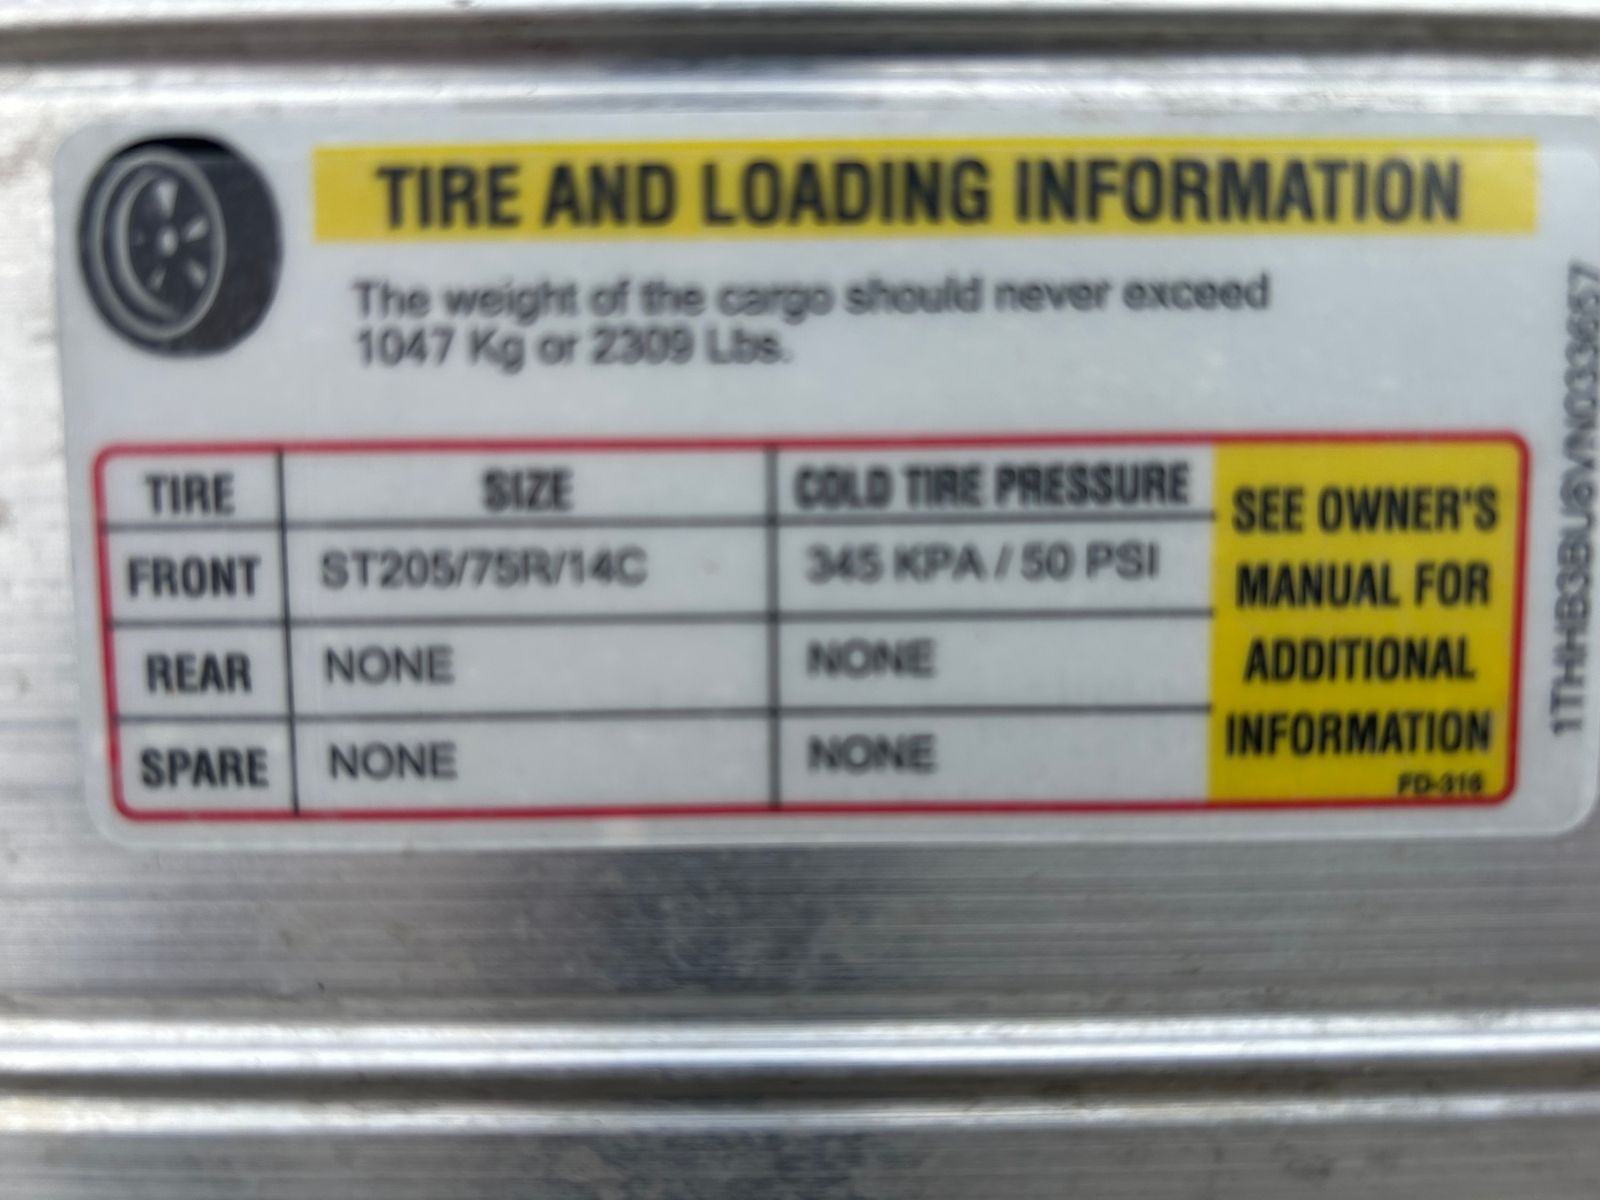 TIRE AND LOADING INFORMATION
The weight of the cargo should never exceed
1047 Kg or 2309 Lbs.
TIRE SIZE COLD TIRE PRESSURE
FRONT ST205/75R/14C 345 KPA / 50 PSI
REAR NONE NONE
SPARE NONE NONE
SEE OWNER'S
MANUAL FOR
ADDITIONAL
INFORMATION
FD-316